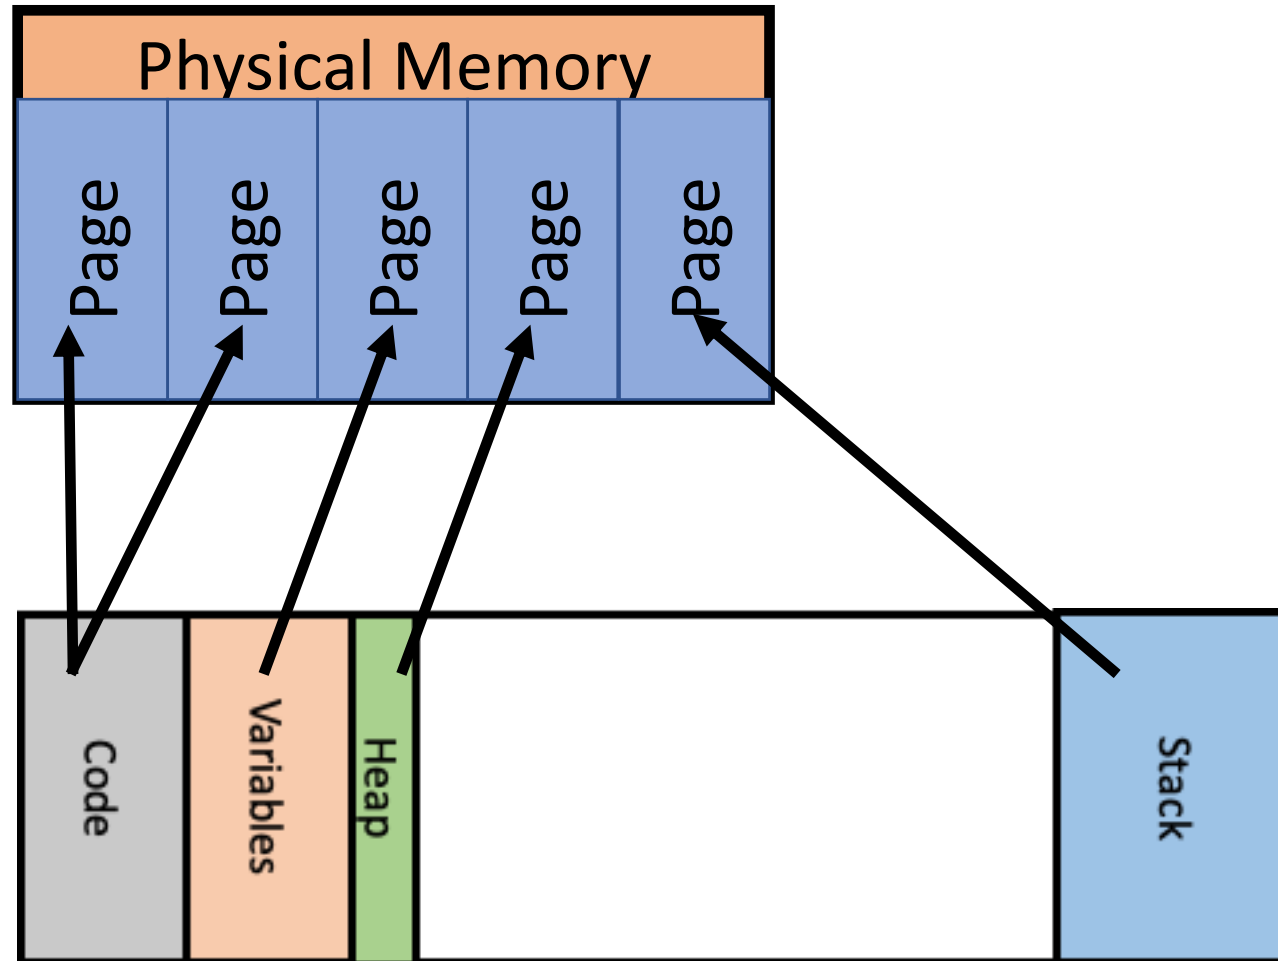 Physical Memory
Page
Page
Page
Page
Page
Code
Variables
Heap
Stack